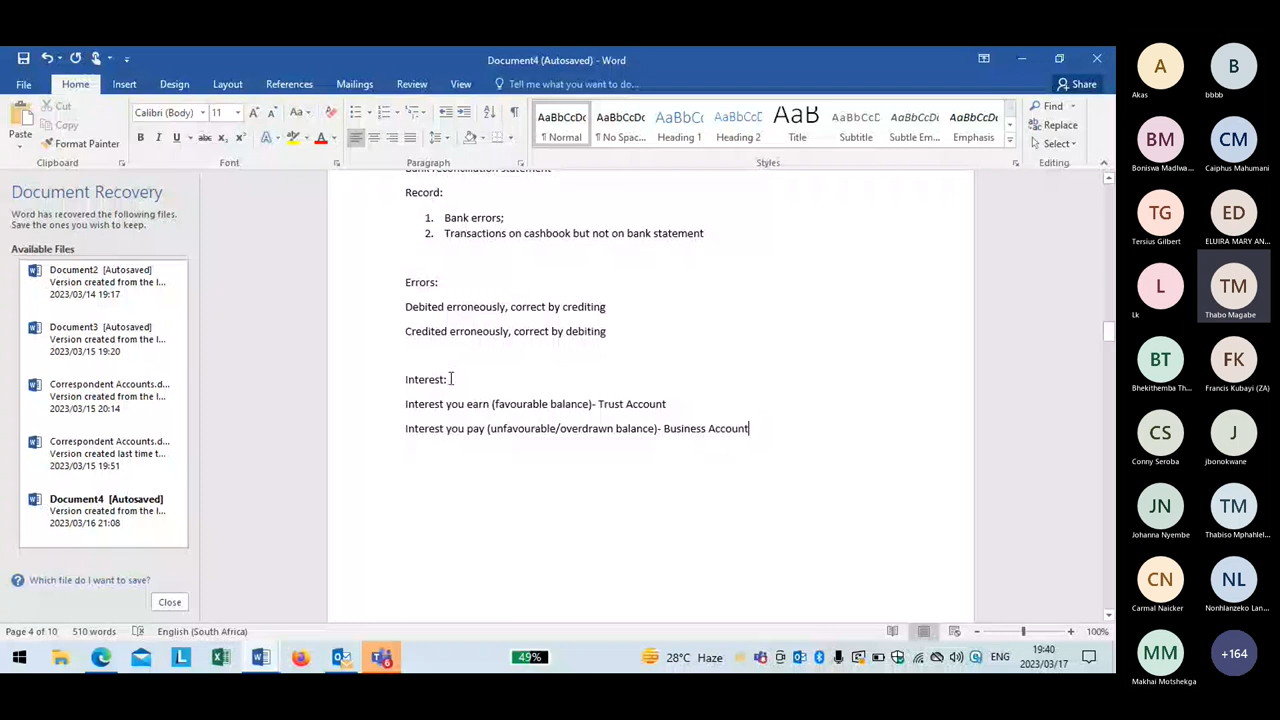 Document4 (Autosaved) - Word
File
Home
Insert
Design
Layout
References
Mailings
Review
View
Tell me what you want to do...
Share
Paste
Cut
Copy
Format Painter
Clipboard
Calibri (Body)
11
Font
Paragraph
AaBbCcDc
¶ Normal
AaBbCcDc
¶ No Spac...
AaBbCc
Heading 1
AaBbCcD
Heading 2
AaB
Title
AaBbCcD
Subtitle
AaBbCcDc
Subtle Em...
AaBbCcDc
Emphasis
Styles
Find
Replace
Select
Editing
Document Recovery
Word has recovered the following files.
Save the ones you wish to keep.
Available Files
Document2 [Autosaved]
Version created from the l...
2023/03/14 19:17
Document3 [Autosaved]
Version created from the l...
2023/03/15 19:20
Correspondent Accounts.d...
Version created from the l...
2023/03/15 20:14
Correspondent Accounts.d...
Version created last time t...
2023/03/15 19:51
Document4 [Autosaved]
Version created from the l...
2023/03/16 21:08
Which file do I want to save?
Close
Bank reconciliation statement
Record:
1. Bank errors;
2. Transactions on cashbook but not on bank statement
Errors:
Debited erroneously, correct by crediting
Credited erroneously, correct by debiting
Interest:
Interest you earn (favourable balance)- Trust Account
Interest you pay (unfavourable/overdrawn balance)- Business Account
Page 4 of 10
510 words
English (South Africa)
100%
49%
28°C Haze
ENG
19:40
2023/03/17
A
Akas
B
bbbb
BM
Boniswa Madlwa...
CM
Caiphus Mahumani
TG
Tersius Gilbert
ED
ELUIRA MARY AN...
L
Lk
TM
Thabo Magabe
BT
Bhekithemba Th...
FK
Francis Kubayi (ZA)
CS
Conny Seroba
J
jbonokwane
JN
Johanna Nyembe
TM
Thabiso Mphahlel...
CN
Carmal Naicker
NL
Nonhlanzeko Lan...
MM
Makhai Motshekga
+164